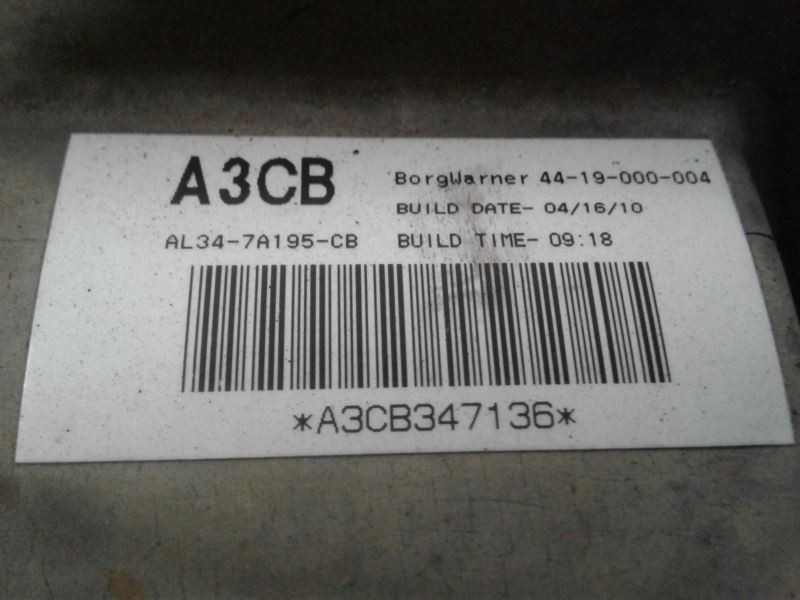 A3CB
BorgWarner 44-19-000-004
BUILD DATE- 04/16/10
AL34-7A195-CB
BUILD TIME- 09:18
*A3CB347136*